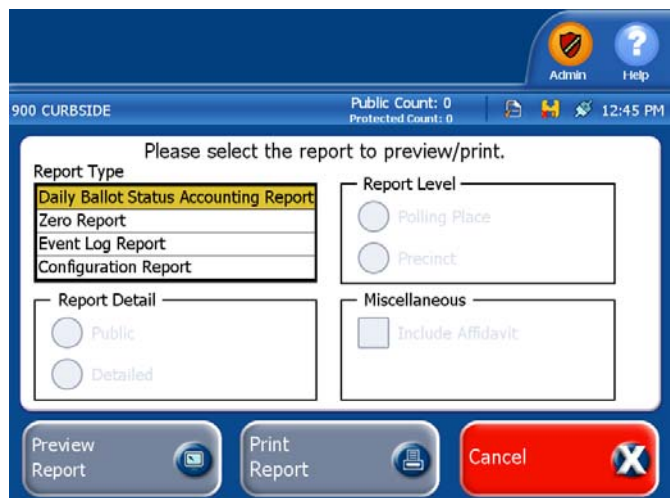 Admin
Help
900 CURBSIDE
Public Count: 0
Protected Count: 0
12:45 PM
Please select the report to preview/print.
Report Type
Daily Ballot Status Accounting Report
Zero Report
Event Log Report
Configuration Report
Report Level
Polling Place
Precinct
Report Detail
Public
Detailed
Miscellaneous
Include Affidavit
Preview
Report
Print
Report
Cancel